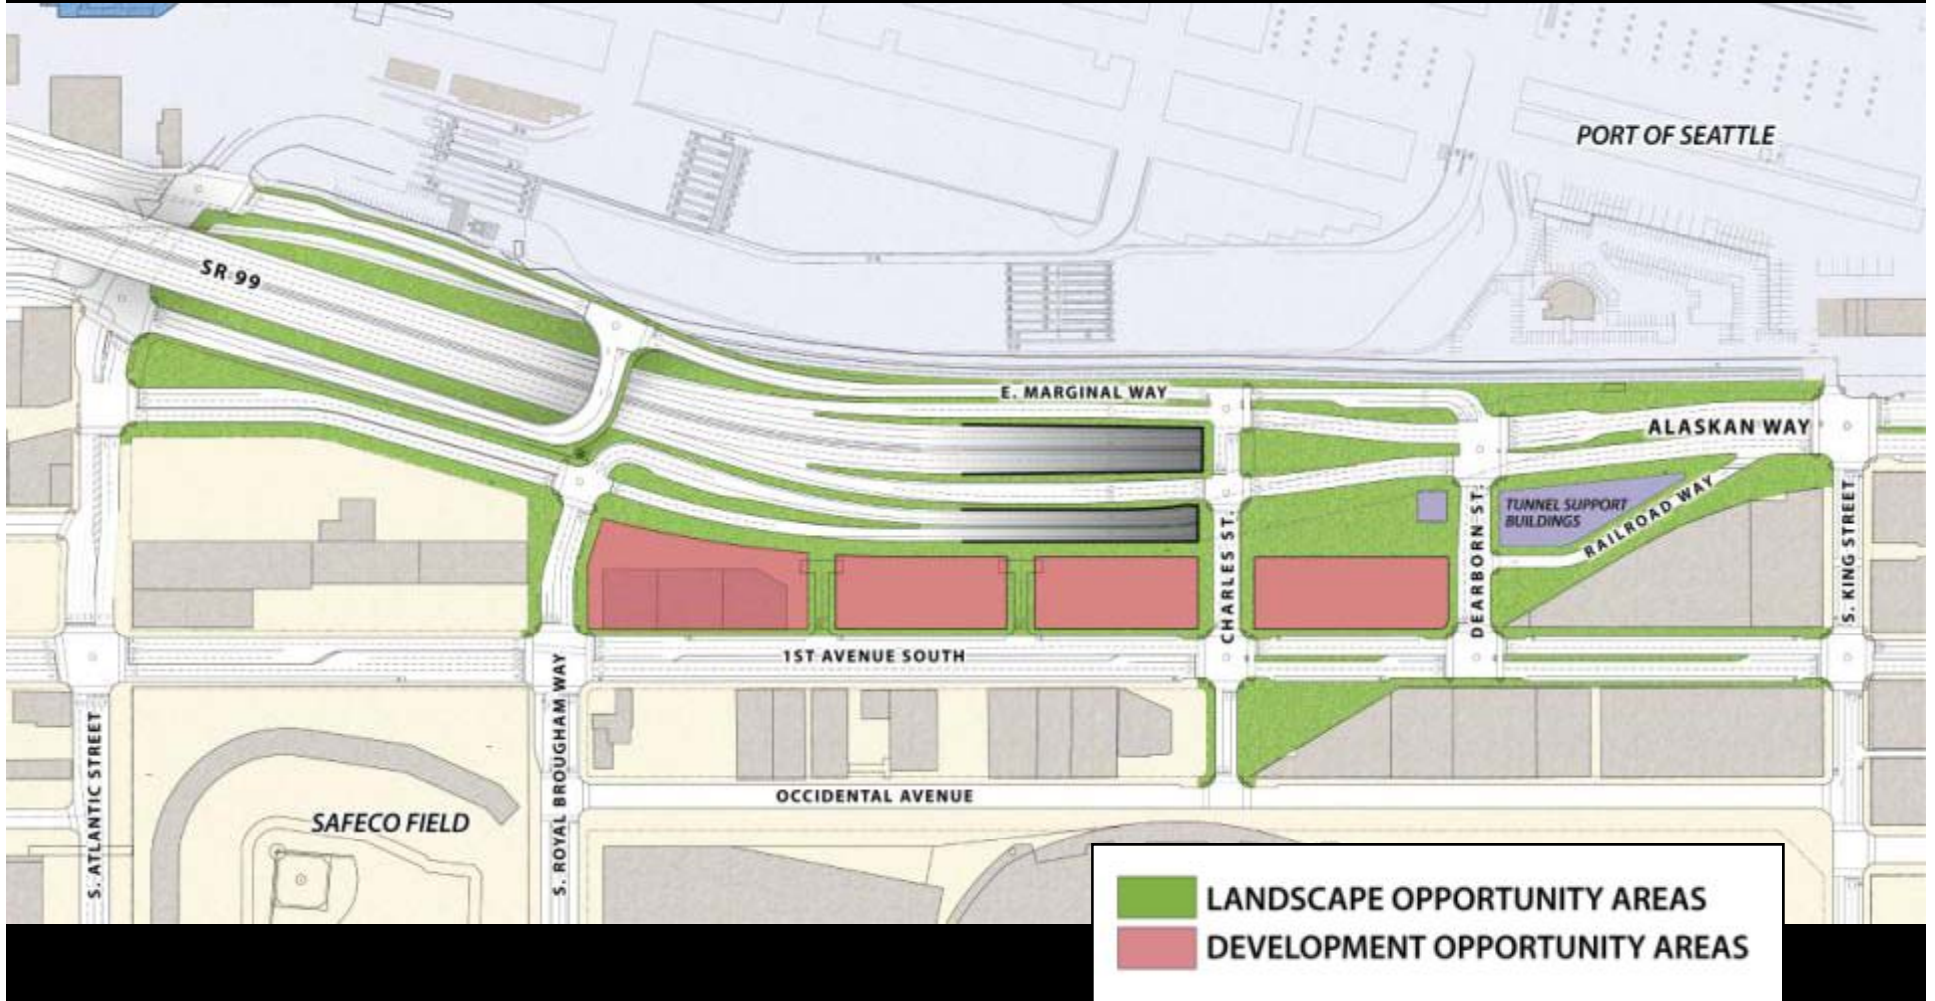 PORT OF SEATTLE
SR 99
E. MARGINAL WAY
ALASKAN WAY
TUNNEL SUPPORT
BUILDINGS
RAILROAD WAY
CHARLES ST.
DEARBORN ST.
S. KING STREET
1ST AVENUE SOUTH
S. ATLANTIC STREET
S. ROYAL BROUGHAM WAY
OCCIDENTAL AVENUE
SAFECO FIELD
LANDSCAPE OPPORTUNITY AREAS
DEVELOPMENT OPPORTUNITY AREAS